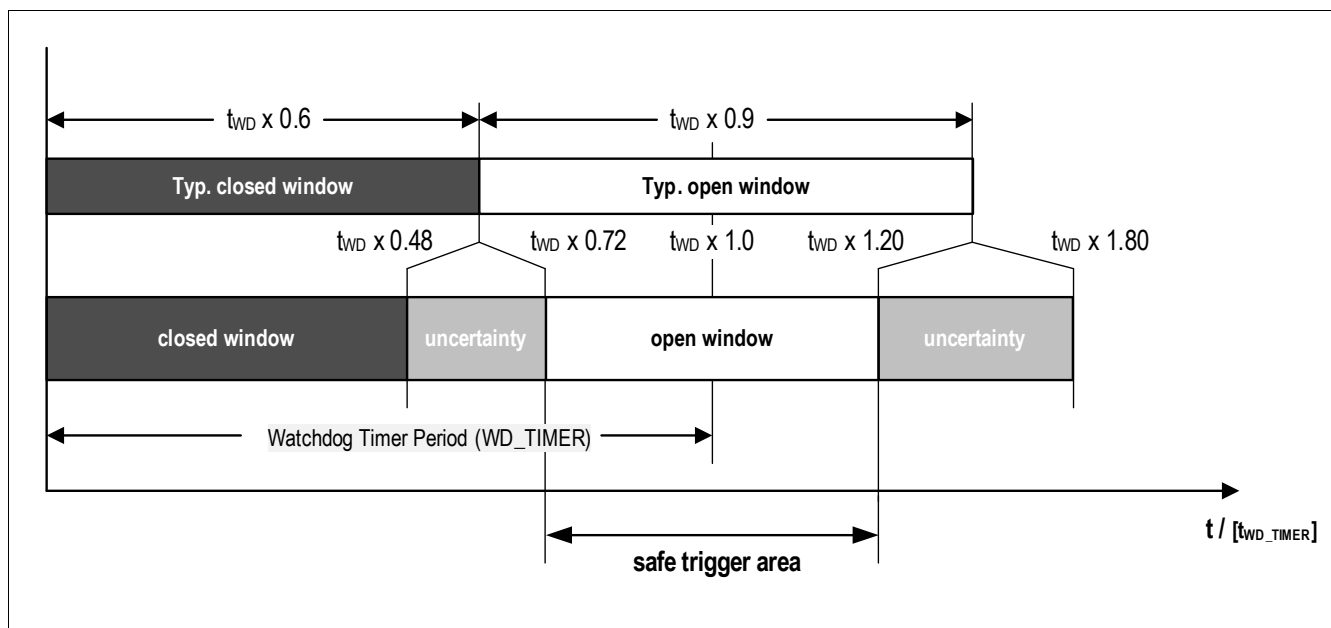 tWD x 0.6
tWD x 0.9
Typ. closed window
Typ. open window
tWD x 0.48
tWD x 0.72
tWD x 1.0
tWD x 1.20
tWD x 1.80
closed window
uncertainty
open window
uncertainty
Watchdog Timer Period (WD_TIMER)
t / [tWD_TIMER]
safe trigger area